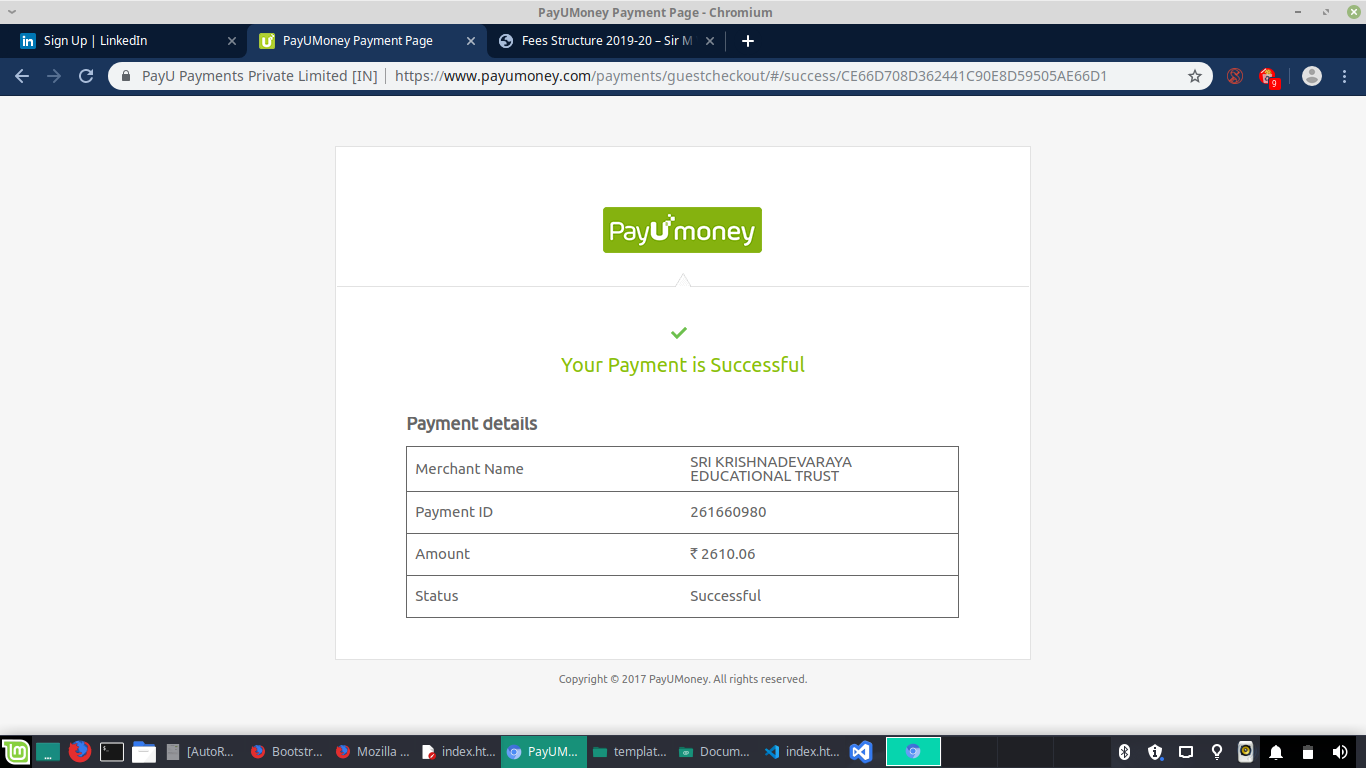 PayUMoney Payment Page - Chromium
Sign Up | LinkedIn
PayUMoney Payment Page
Fees Structure 2019-20 – Sir M
PayU Payments Private Limited [IN]
https://www.payumoney.com/payments/guestcheckout/#/success/CE66D708D362441C90E8D59505AE66D1
9
PayUmoney
Your Payment is Successful
Payment details
Merchant Name
SRI KRISHNADEVARAYA
EDUCATIONAL TRUST
Payment ID
261660980
Amount
₹ 2610.06
Status
Successful
Copyright © 2017 PayUMoney. All rights reserved.
[AutoR...
Bootstr...
Mozilla ...
index.ht...
PayUM...
templat...
Docum...
index.ht...